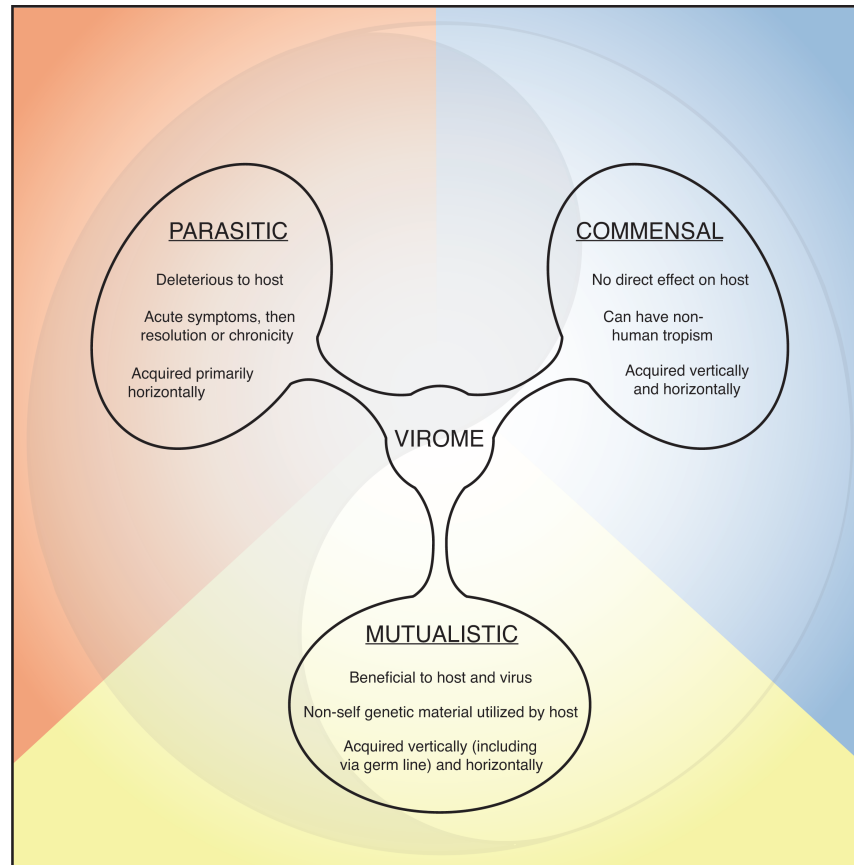 PARASITIC
Deleterious to host
Acute symptoms, then
resolution or chronicity
Acquired primarily
horizontally
COMMENSAL
No direct effect on host
Can have non-
human tropism
Acquired vertically
and horizontally
VIROME
MUTUALISTIC
Beneficial to host and virus
Non-self genetic material utilized by host
Acquired vertically (including
via germ line) and horizontally